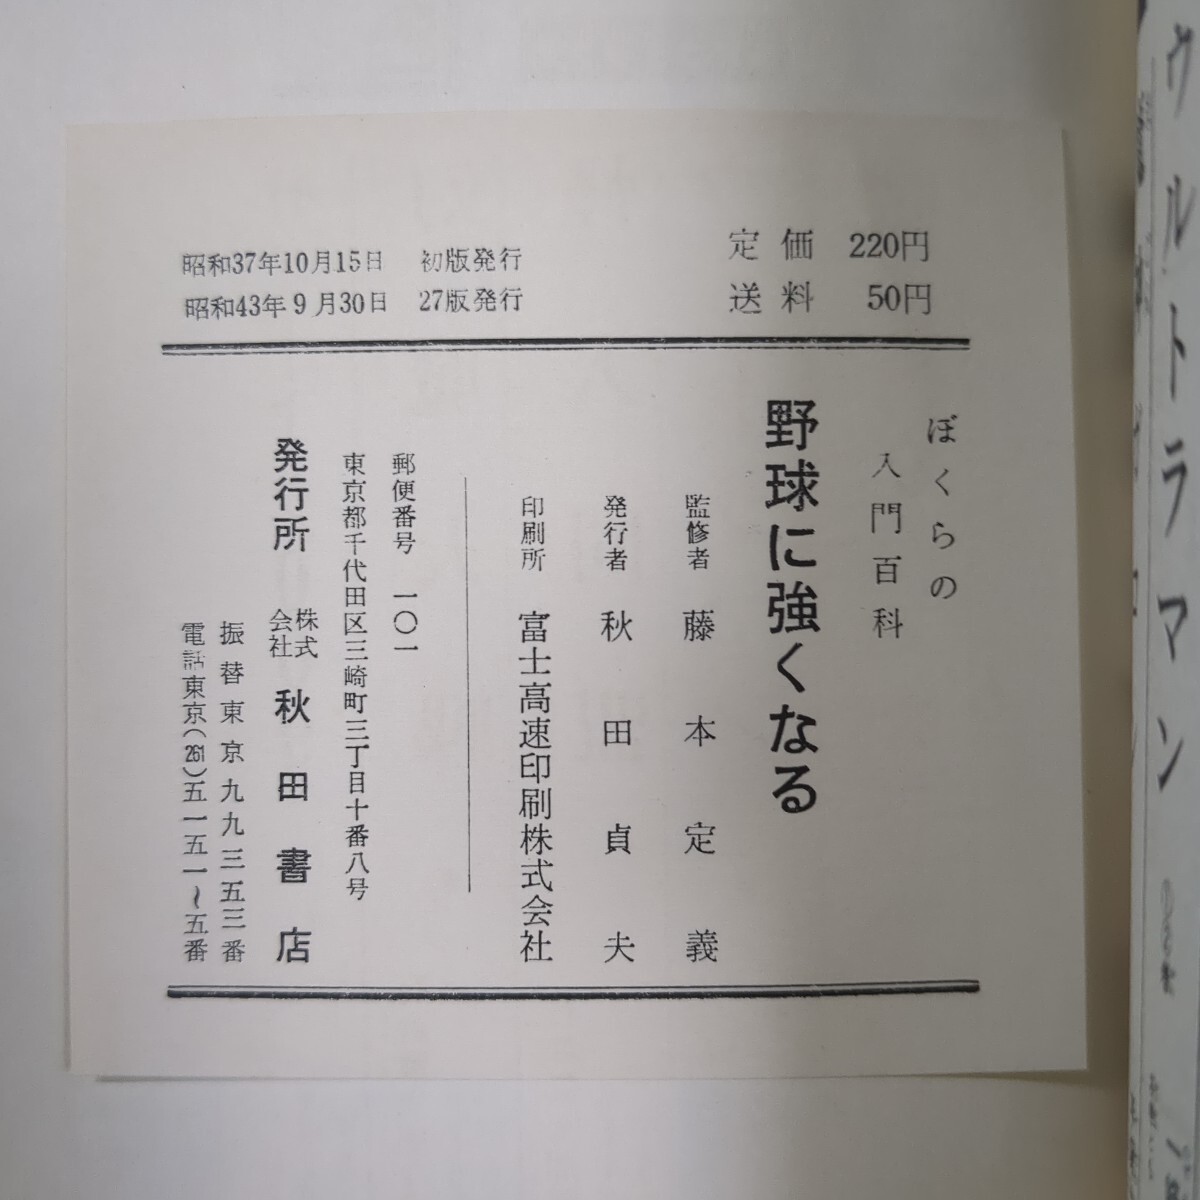 昭和37年10月15日 初版発行
昭和43年9月30日 27版発行
定価 220円
送料 50円
ぼくらの
入門百科
野球に強くなる
監修者 藤本定義
発行者 秋田貞夫
印刷所 富士高速印刷株式会社
郵便番号 一〇一
東京都千代田区三崎町三丁目十番八号
発行所 株式会社 秋田書店
振替東京九九三五三番
電話東京(261)五一五一〜五番
ウルトラマン